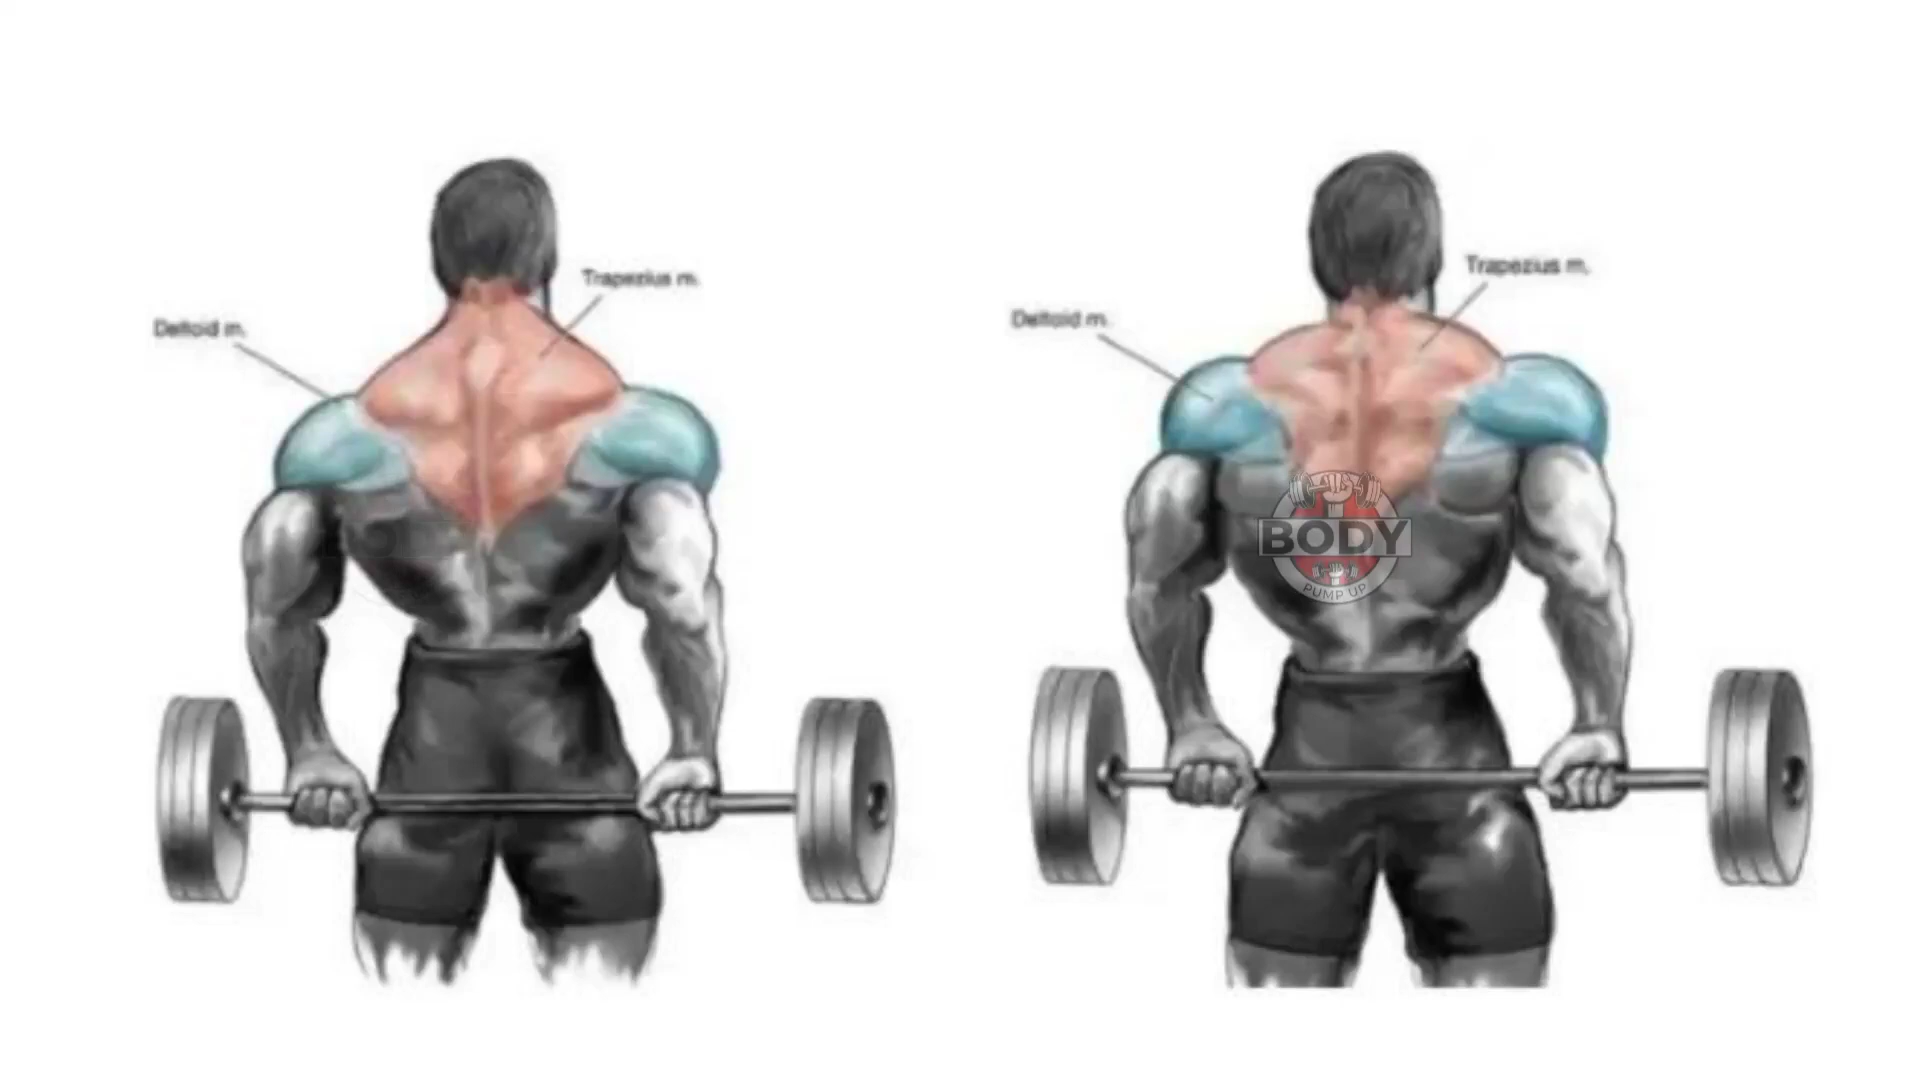 Trapezius m.
Deltoid m.
Trapezius m.
Deltoid m.
BODY
PUMP UP